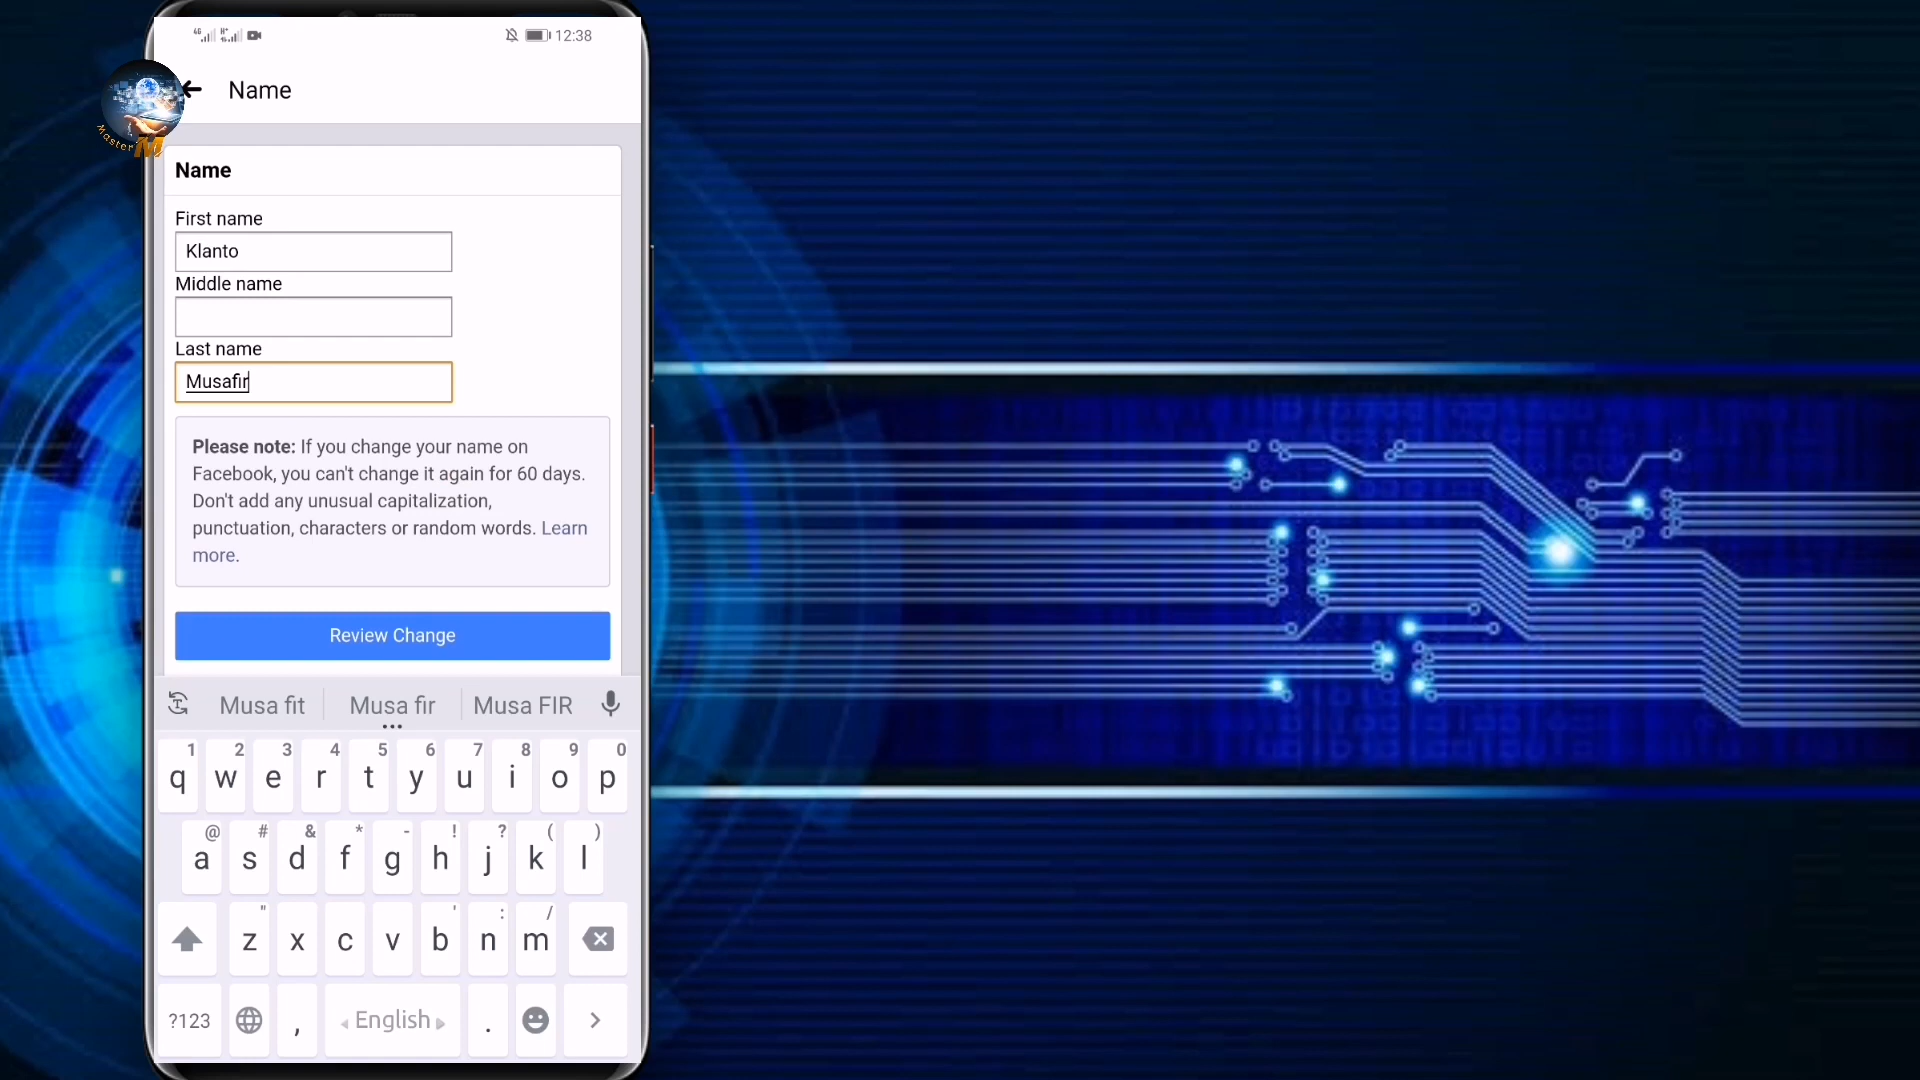 4G H+ 12:38
Name
Master M
Name
First name
Klanto
Middle name
Last name
Musafir
Please note: If you change your name on
Facebook, you can't change it again for 60 days.
Don't add any unusual capitalization,
punctuation, characters or random words. Learn
more.
Review Change
Musa fit Musa fir Musa FIR
1 2 3 4 5 6 7 8 9 0
q w e r t y u i o p
@ # & * - ! ? ( )
a s d f g h j k l
" ' : /
z x c v b n m
?123 , English .